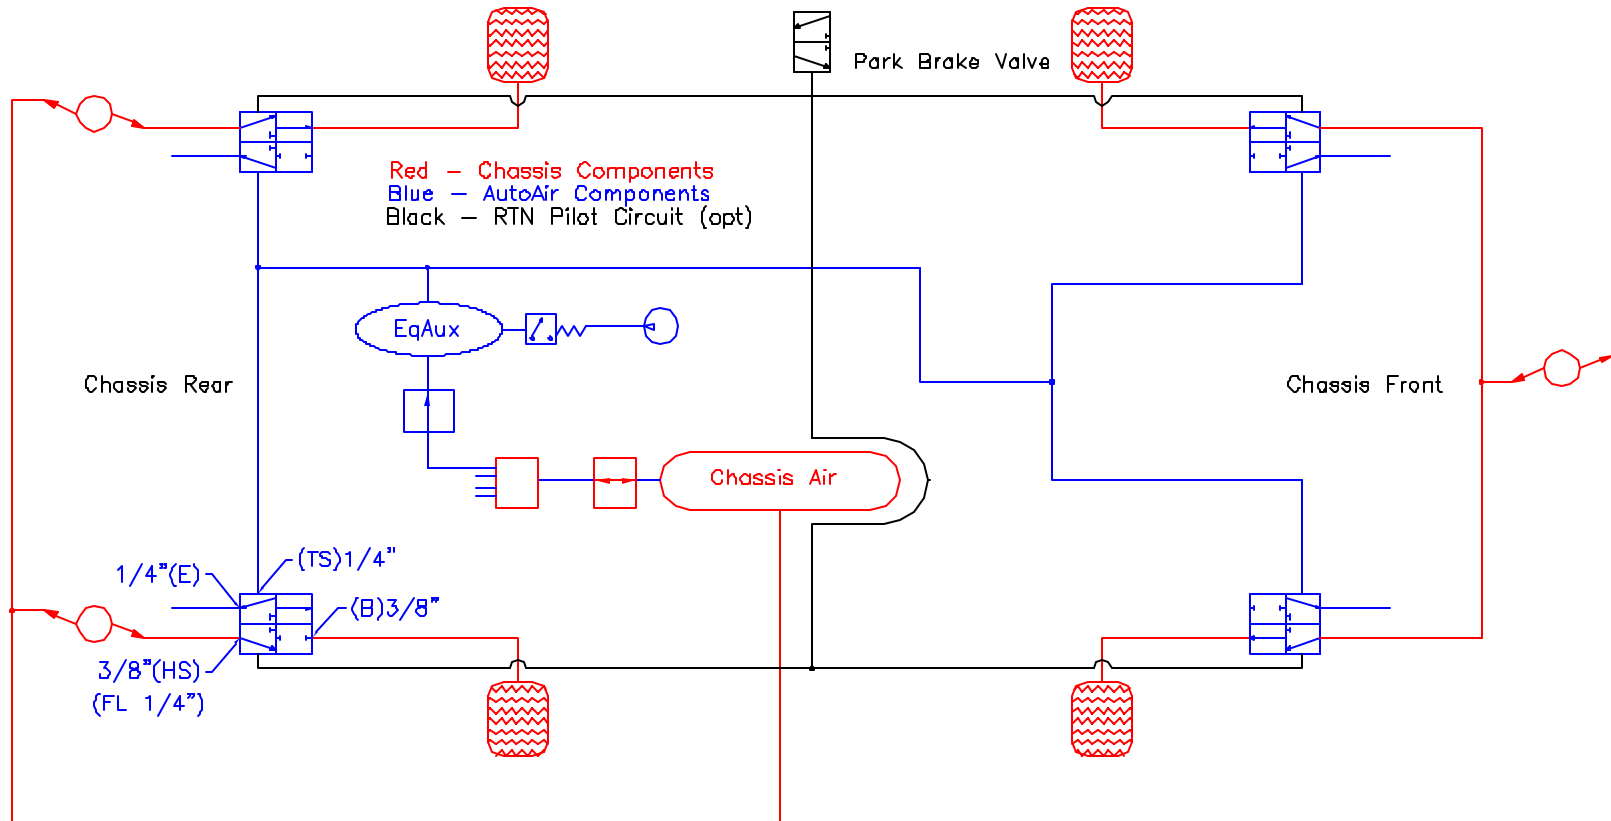 Park Brake Valve
Red - Chassis Components
Blue - AutoAir Components
Black - RTN Pilot Circuit (opt)
EqAux
Chassis Rear
Chassis Front
Chassis Air
(TS)1/4"
1/4"(E)
(B)3/8"
3/8"(HS)
(FL 1/4")